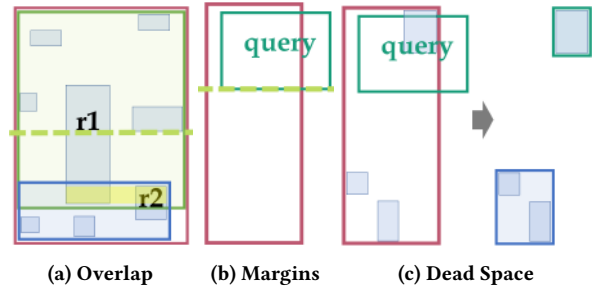 query
query
r1
r2
(a) Overlap
(b) Margins
(c) Dead Space